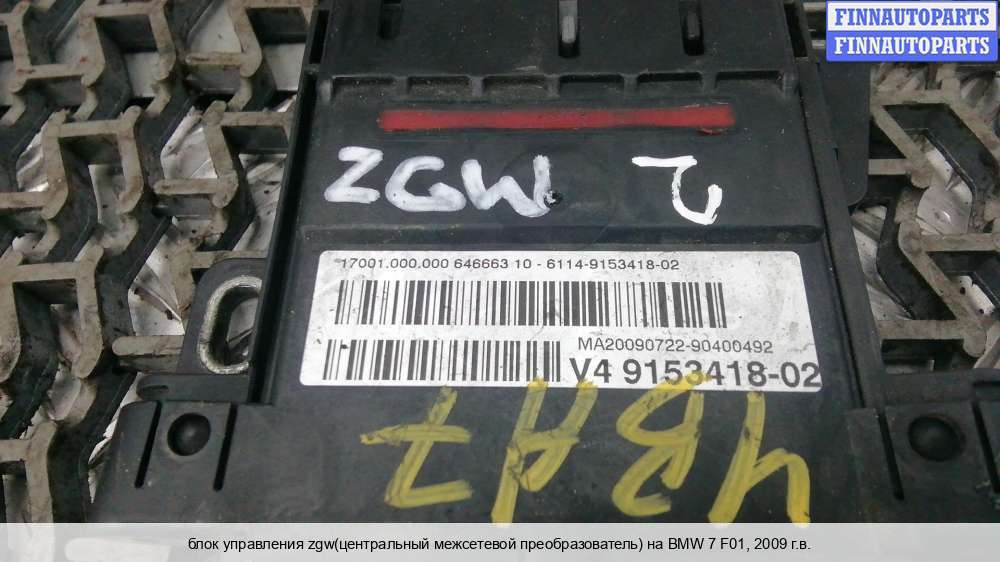 FINNAUTOPARTS
FINNAUTOPARTS
ZGW
17001.000.000 646663 10 - 6114-9153418-02
MA20090722-90400492
V4 9153418-02
блок управления zgw(центральный межсетевой преобразователь) на BMW 7 F01, 2009 г.в.